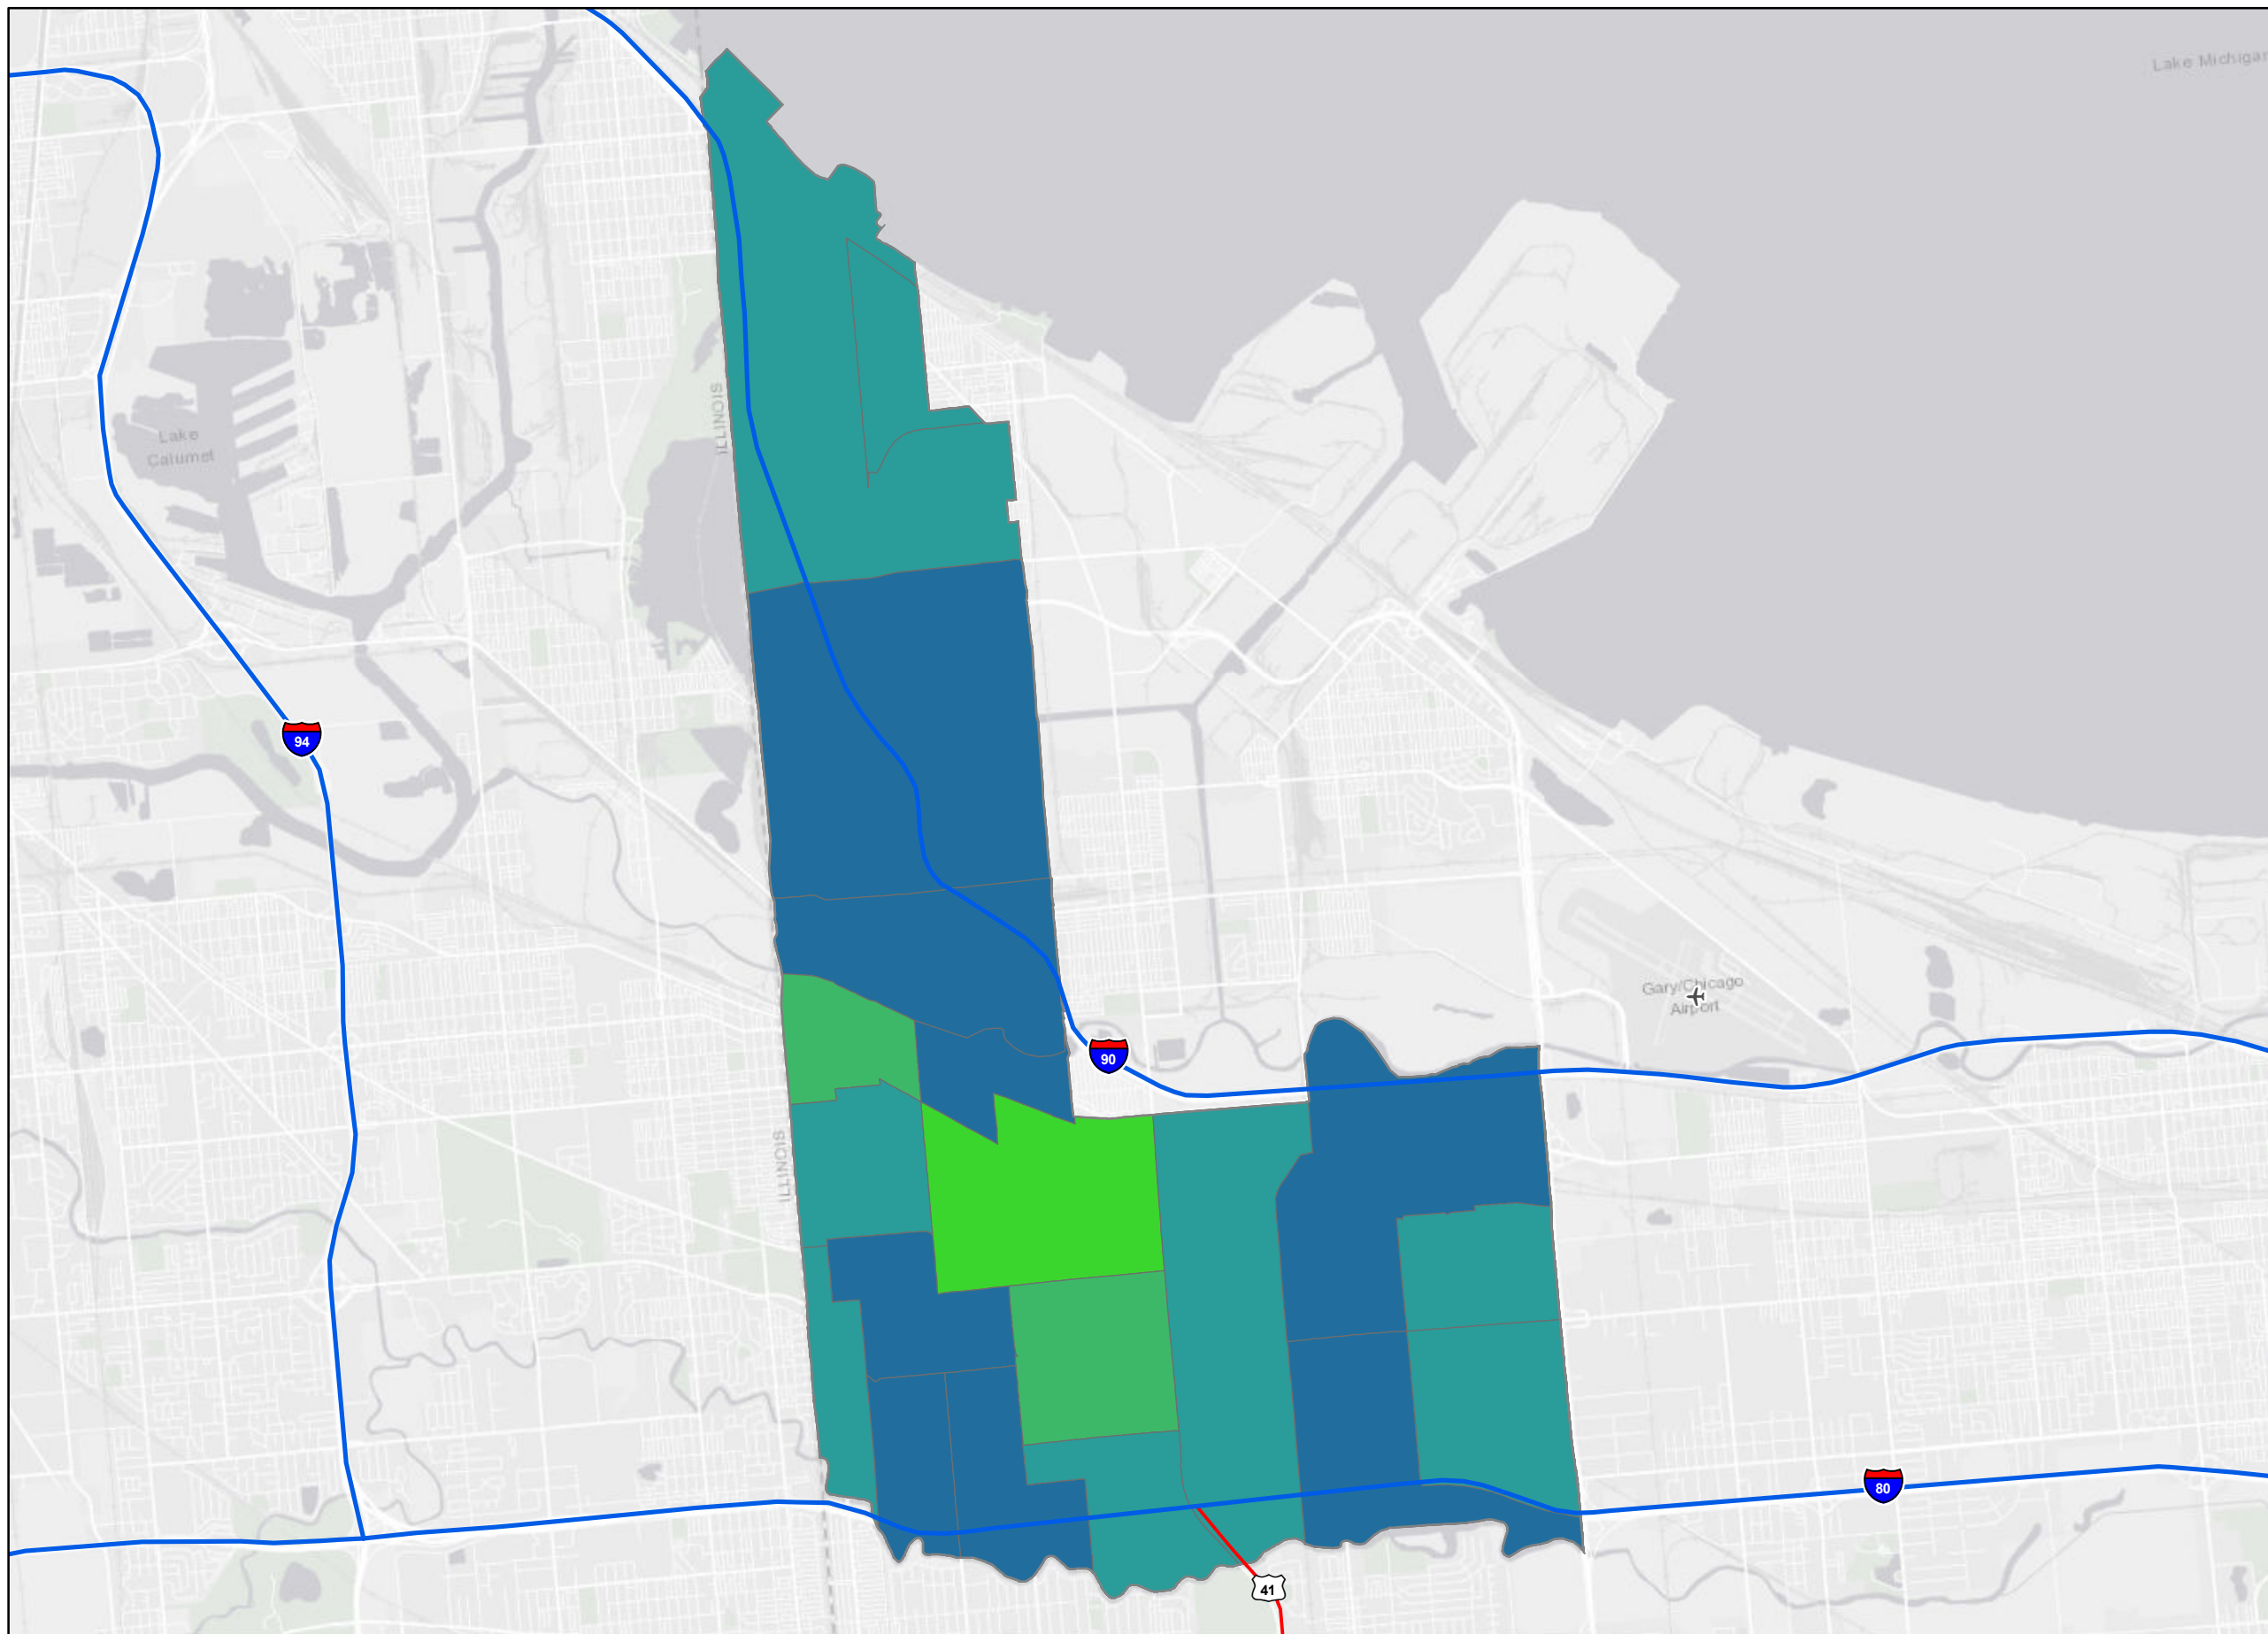 Lake Michigan
ILLINOIS
Lake
Calumet
94
Gary/Chicago
Airport
90
ILLINOIS
80
41